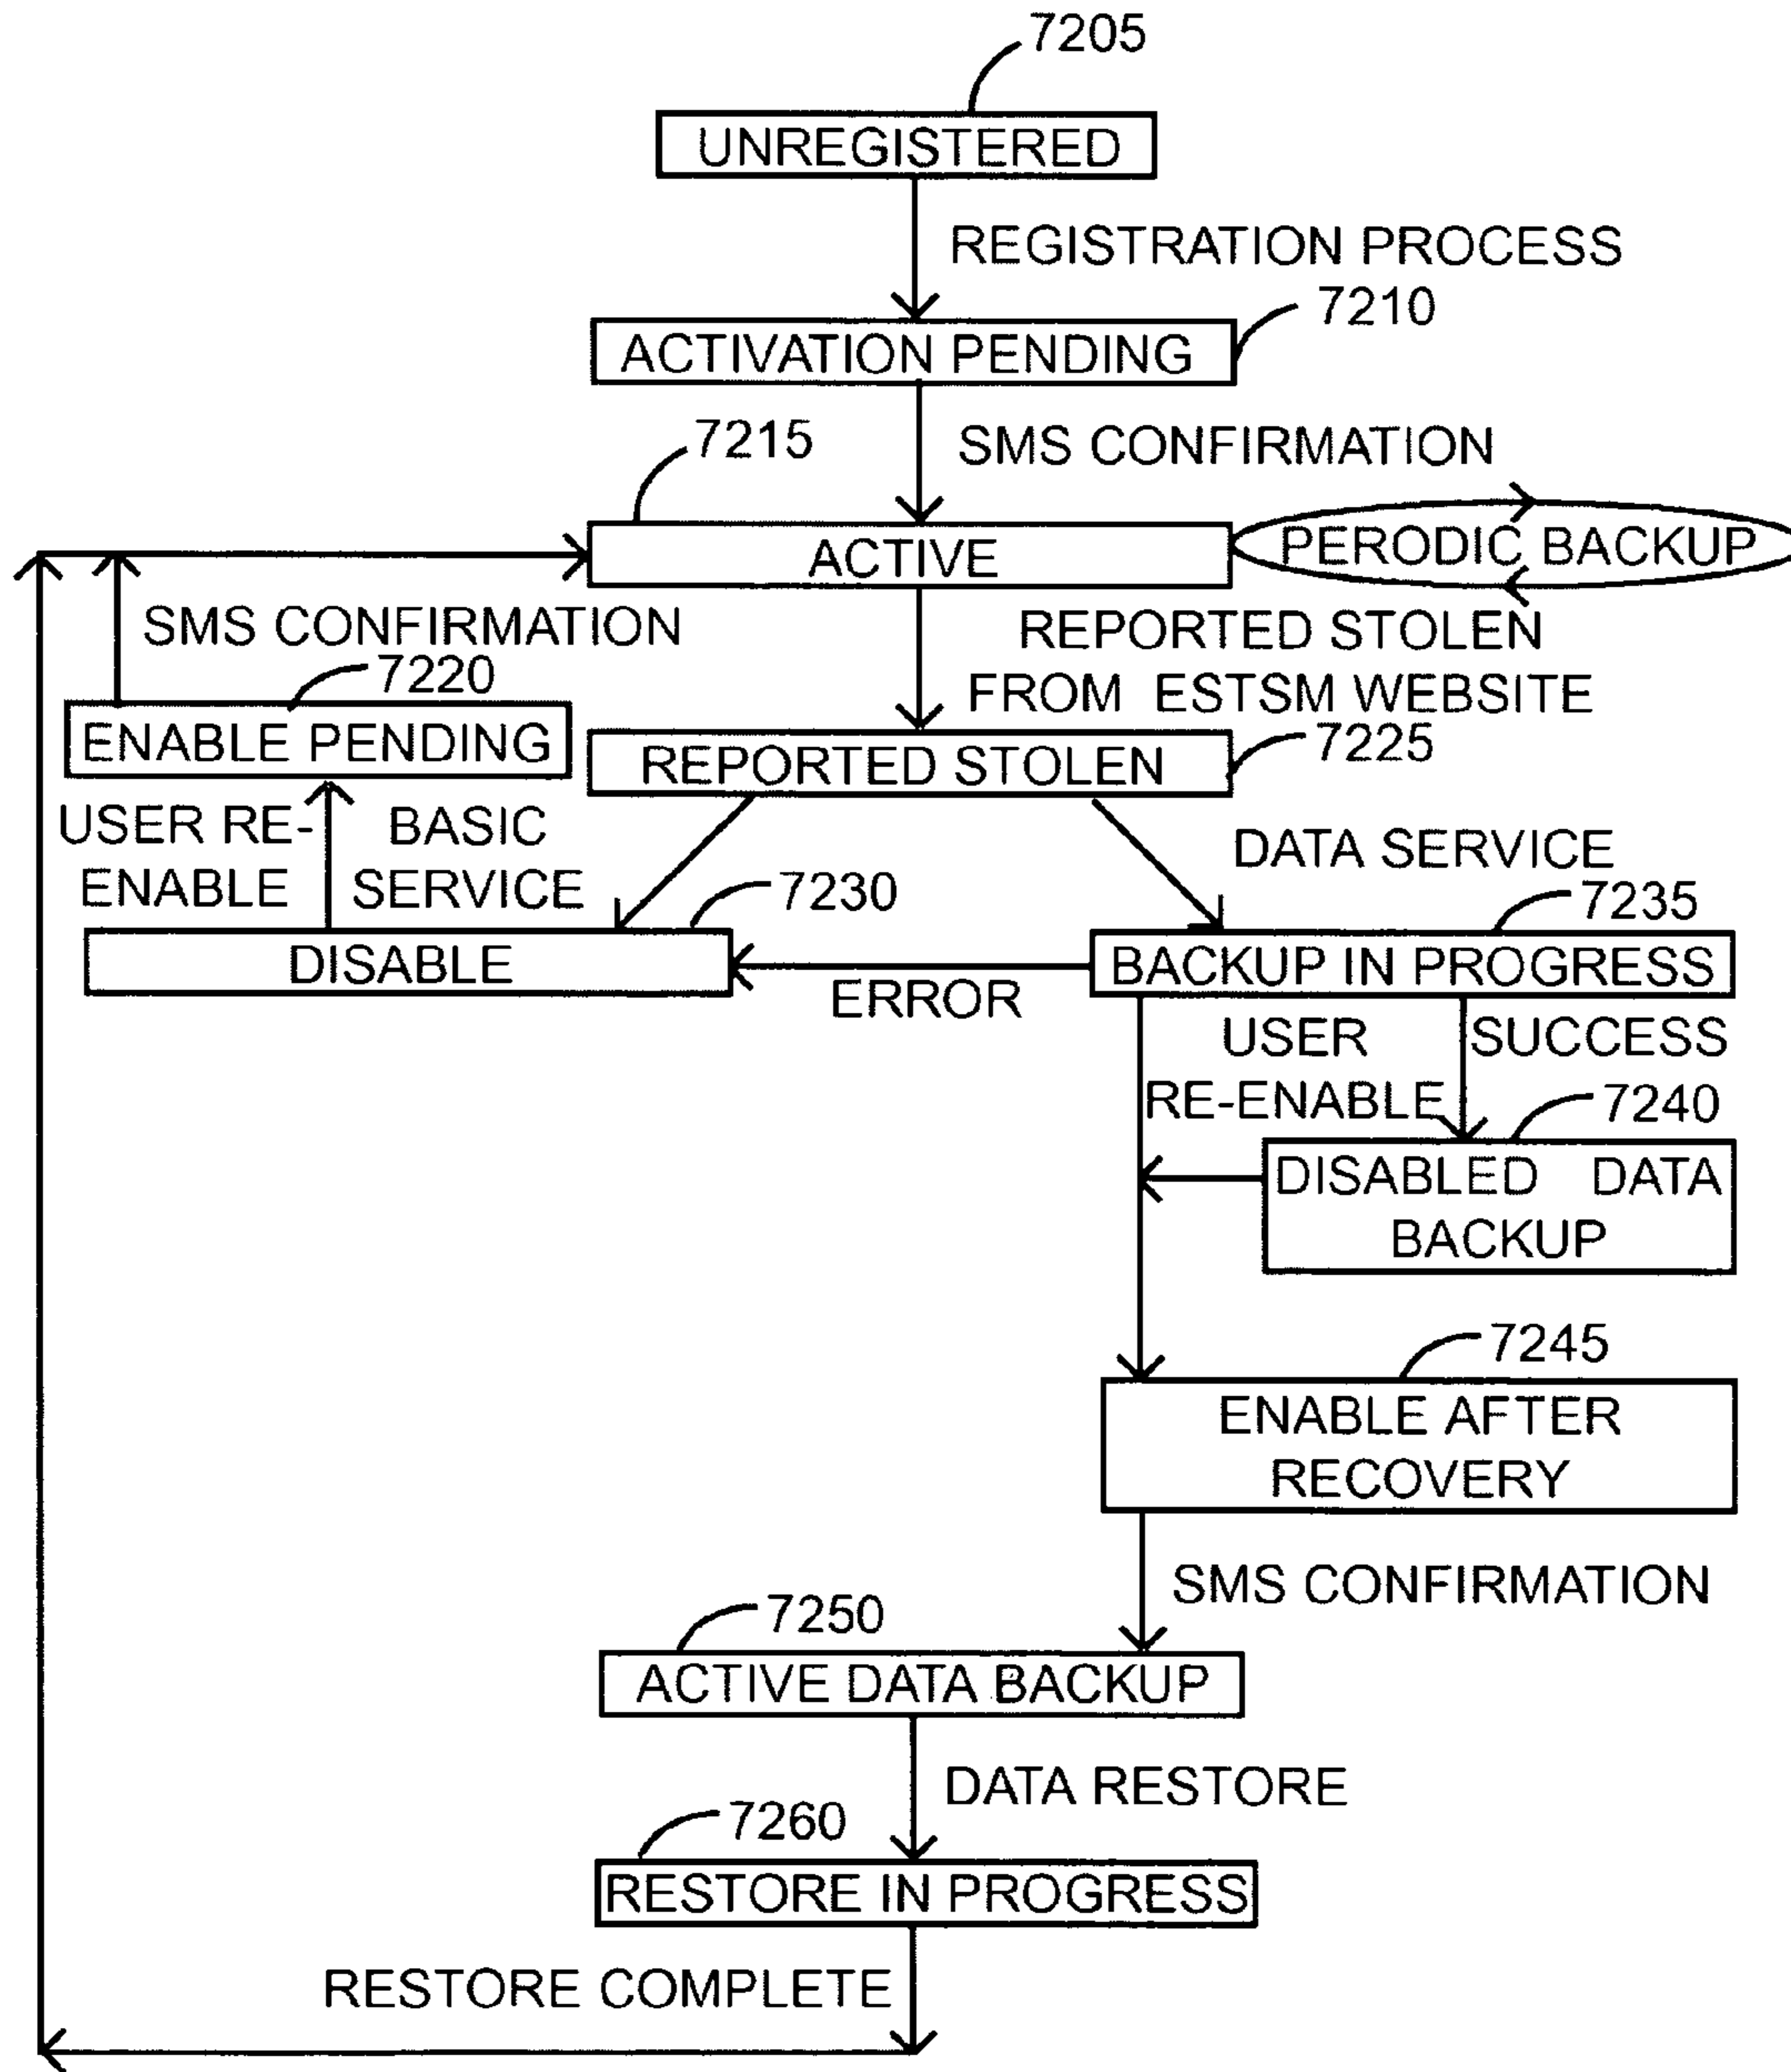 7205
UNREGISTERED
REGISTRATION PROCESS
7210
ACTIVATION PENDING
7215
SMS CONFIRMATION
ACTIVE
PERODIC BACKUP
SMS CONFIRMATION
REPORTED STOLEN
FROM ESTSM WEBSITE
7220
ENABLE PENDING
7225
REPORTED STOLEN
USER RE-
ENABLE
BASIC
SERVICE
DATA SERVICE
7230
DISABLE
7235
BACKUP IN PROGRESS
ERROR
USER
RE-ENABLE
SUCCESS
7240
DISABLED DATA
BACKUP
7245
ENABLE AFTER
RECOVERY
SMS CONFIRMATION
7250
ACTIVE DATA BACKUP
DATA RESTORE
7260
RESTORE IN PROGRESS
RESTORE COMPLETE